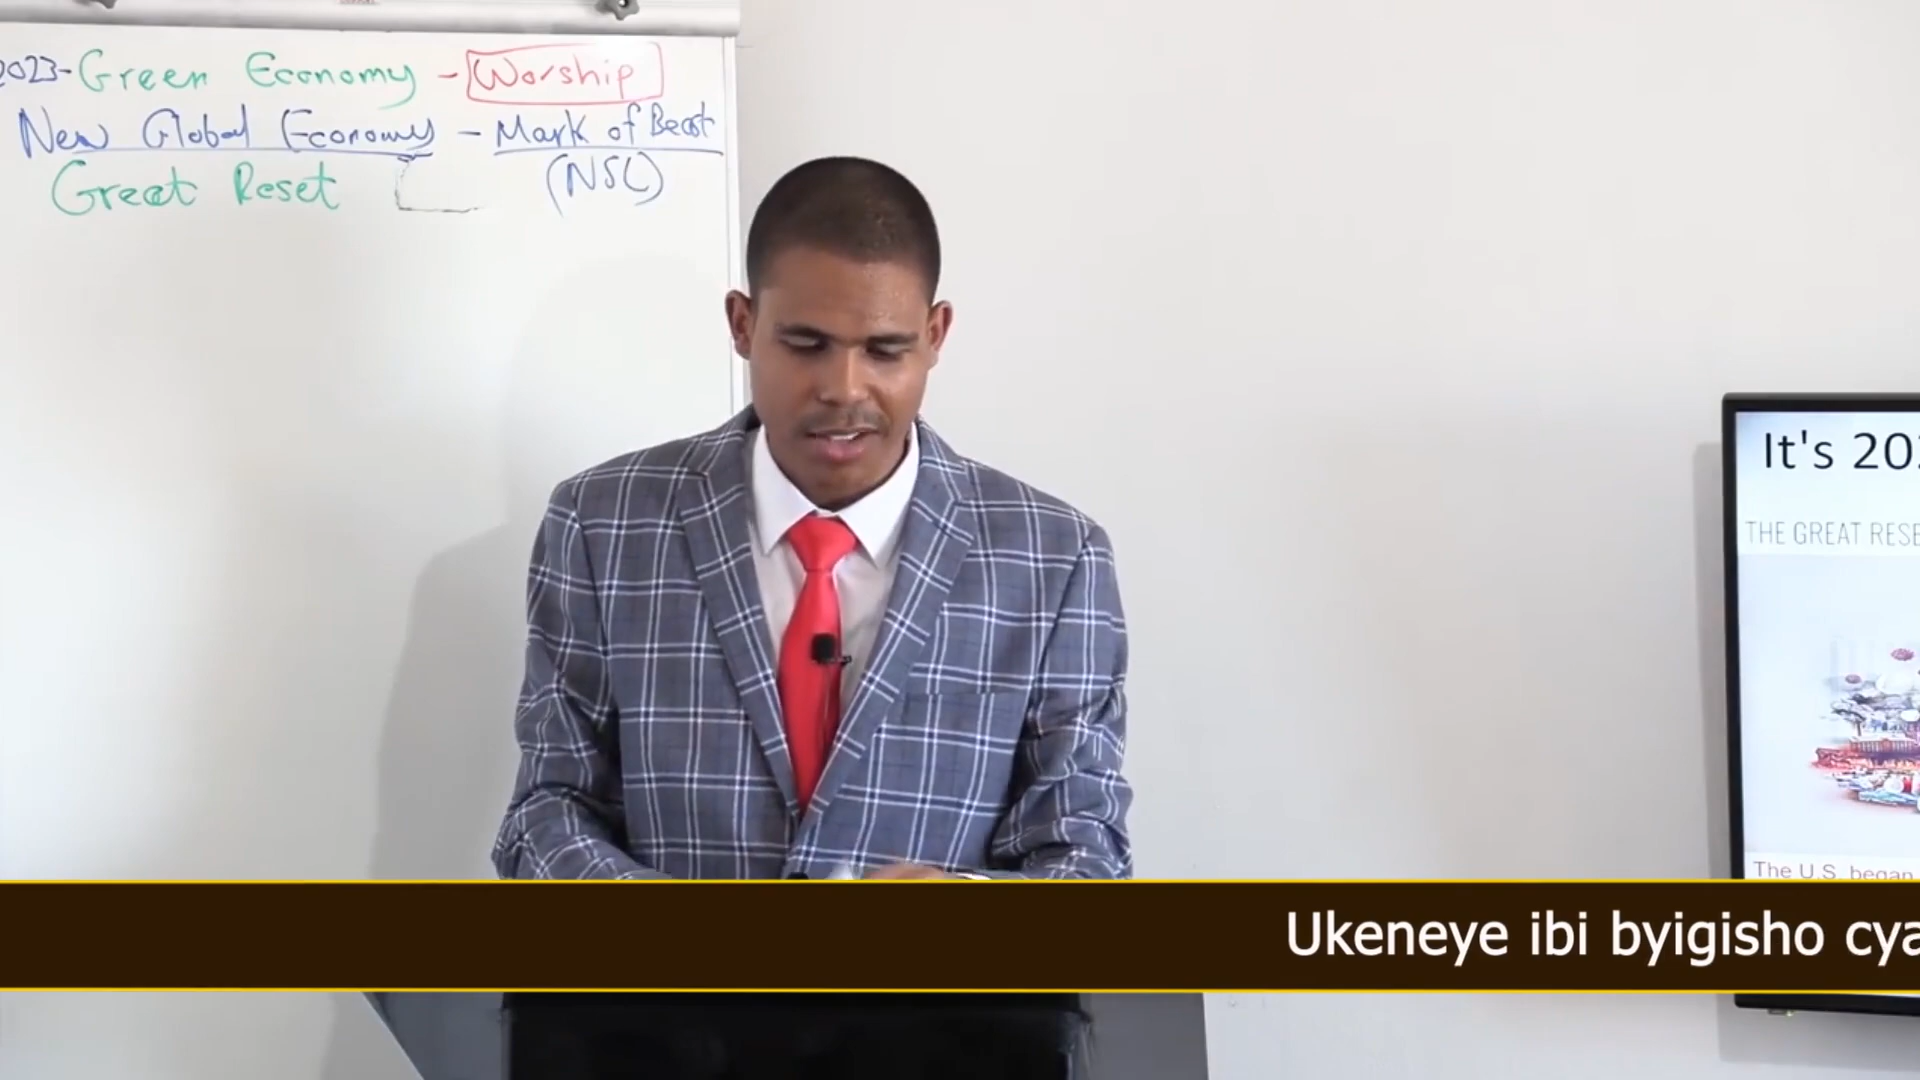 2023-Green Economy - Worship
New Global Economy - Mark of Beast
Great Reset (NSL)
It's 202
THE GREAT RESE
The U.S. began
Ukeneye ibi byigisho cya